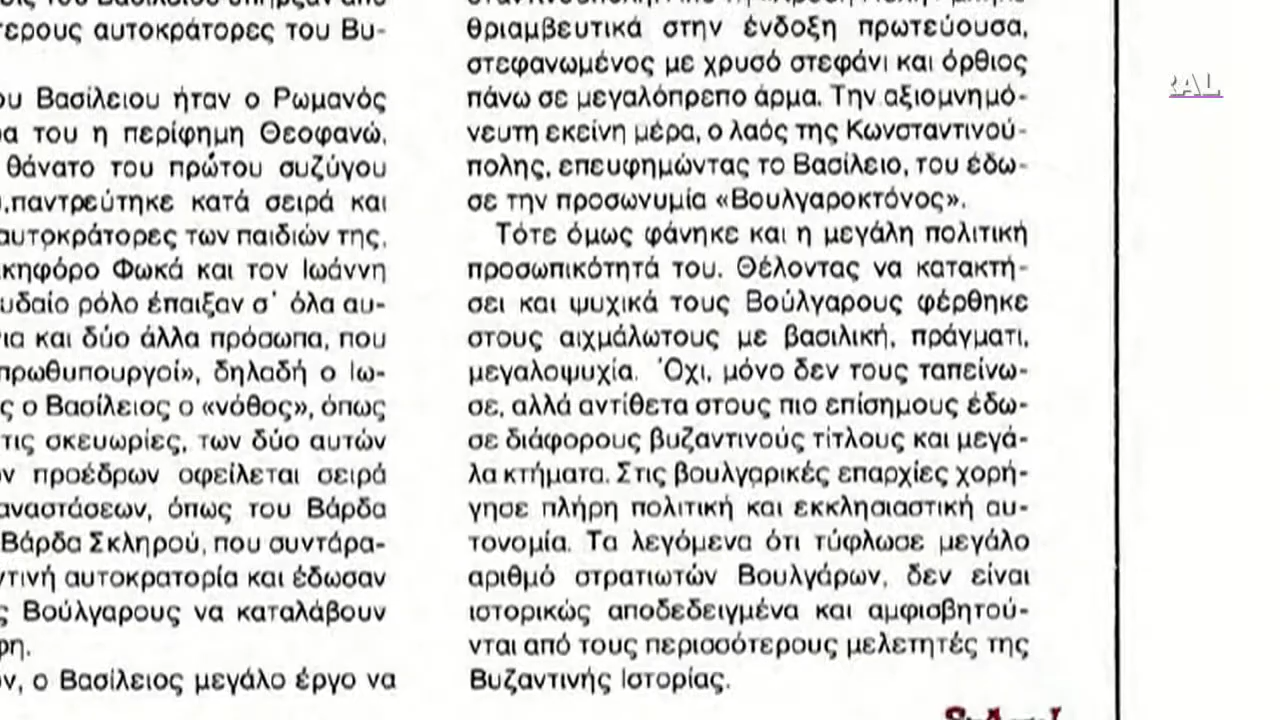 τερους αυτοκράτορες του Βυ-
ου Βασίλειου ήταν ο Ρωμανός
α του η περίφημη Θεοφανώ,
θάνατο του πρώτου συζύγου
παντρεύτηκε κατά σειρά και
αυτοκράτορες των παιδιών της,
κηφόρο Φωκά και τον Ιωάννη
υδαίο ρόλο έπαιξαν σ' όλα αυ-
ια και δύο άλλα πρόσωπα, που
πρωθυπουργοί», δηλαδή ο Ιω-
ς ο Βασίλειος ο «νόθος», όπως
τις σκευωρίες, των δύο αυτών
ν προέδρων οφείλεται σειρά
αναστάσεων, όπως του Βάρδα
Βάρδα Σκληρού, που συντάρα-
ντινή αυτοκρατορία και έδωσαν
ς Βούλγαρους να καταλάβουν
ρη.
ν, ο Βασίλειος μεγάλο έργο να
θριαμβευτικά στην ένδοξη πρωτεύουσα,
στεφανωμένος με χρυσό στεφάνι και όρθιος
πάνω σε μεγαλόπρεπο άρμα. Την αξιομνημό-
νευτη εκείνη μέρα, ο λαός της Κωνσταντινού-
πολης, επευφημώντας το Βασίλειο, του έδω-
σε την προσωνυμία «Βουλγαροκτόνος».
Τότε όμως φάνηκε και η μεγάλη πολιτική
προσωπικότητά του. Θέλοντας να κατακτή-
σει και ψυχικά τους Βούλγαρους φέρθηκε
στους αιχμάλωτους με βασιλική, πράγματι,
μεγαλοψυχία. Όχι, μόνο δεν τους ταπείνω-
σε, αλλά αντίθετα στους πιο επίσημους έδω-
σε διάφορους βυζαντινούς τίτλους και μεγά-
λα κτήματα. Στις βουλγαρικές επαρχίες χορή-
γησε πλήρη πολιτική και εκκλησιαστική αυ-
τονομία. Τα λεγόμενα ότι τύφλωσε μεγάλο
αριθμό στρατιωτών Βουλγάρων, δεν είναι
ιστορικώς αποδεδειγμένα και αμφισβητού-
νται από τους περισσότερους μελετητές της
Βυζαντινής Ιστορίας.
RAL